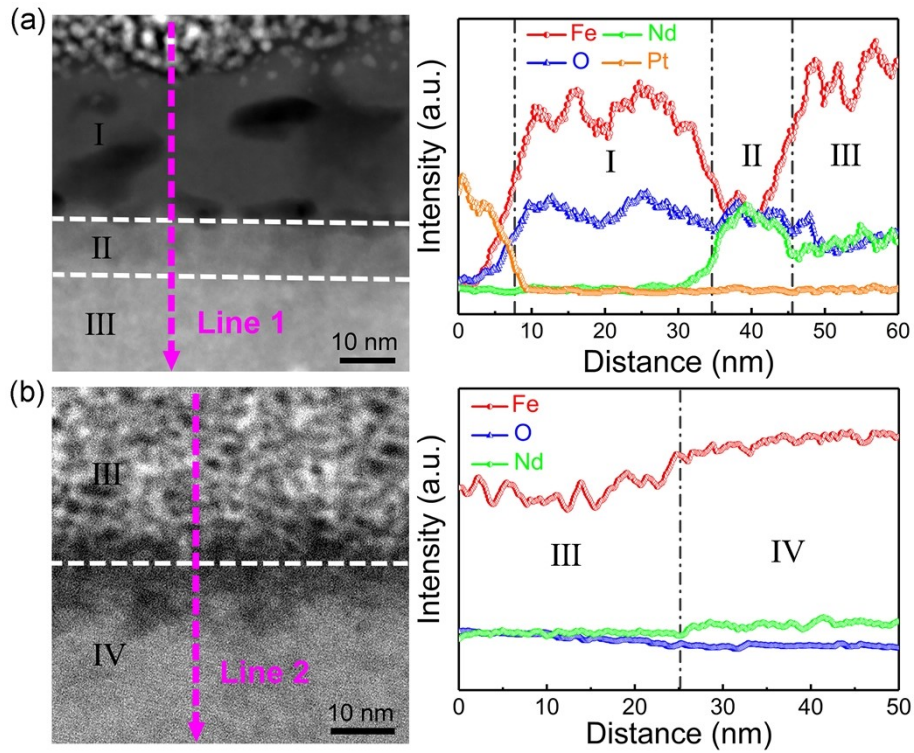 (a)
I
II
III
Line 1
10 nm
Fe
Nd
O
Pt
I
II
III
Intensity (a.u.)
0 10 20 30 40 50 60
Distance (nm)
(b)
III
IV
Line 2
10 nm
Fe
O
Nd
III
IV
Intensity (a.u.)
0 10 20 30 40 50
Distance (nm)